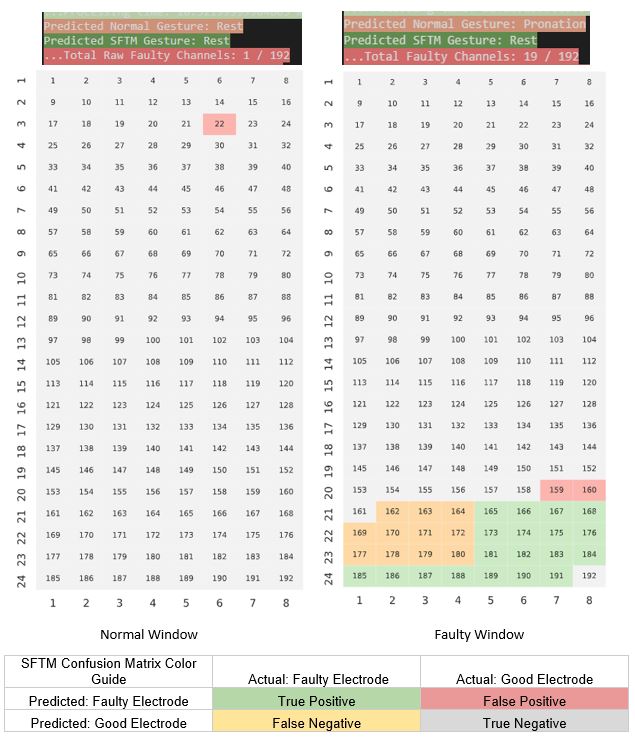 Predicted Normal Gesture: Rest
Predicted SFTM Gesture: Rest
...Total Raw Faulty Channels: 1 / 192
1 1 2 3 4 5 6 7 8
2 9 10 11 12 13 14 15 16
3 17 18 19 20 21 22 23 24
4 25 26 27 28 29 30 31 32
5 33 34 35 36 37 38 39 40
6 41 42 43 44 45 46 47 48
7 49 50 51 52 53 54 55 56
8 57 58 59 60 61 62 63 64
9 65 66 67 68 69 70 71 72
10 73 74 75 76 77 78 79 80
11 81 82 83 84 85 86 87 88
12 89 90 91 92 93 94 95 96
13 97 98 99 100 101 102 103 104
14 105 106 107 108 109 110 111 112
15 113 114 115 116 117 118 119 120
16 121 122 123 124 125 126 127 128
17 129 130 131 132 133 134 135 136
18 137 138 139 140 141 142 143 144
19 145 146 147 148 149 150 151 152
20 153 154 155 156 157 158 159 160
21 161 162 163 164 165 166 167 168
22 169 170 171 172 173 174 175 176
23 177 178 179 180 181 182 183 184
24 185 186 187 188 189 190 191 192
1 2 3 4 5 6 7 8
Normal Window
Predicted Normal Gesture: Pronation
Predicted SFTM Gesture: Rest
...Total Faulty Channels: 19 / 192
1 1 2 3 4 5 6 7 8
2 9 10 11 12 13 14 15 16
3 17 18 19 20 21 22 23 24
4 25 26 27 28 29 30 31 32
5 33 34 35 36 37 38 39 40
6 41 42 43 44 45 46 47 48
7 49 50 51 52 53 54 55 56
8 57 58 59 60 61 62 63 64
9 65 66 67 68 69 70 71 72
10 73 74 75 76 77 78 79 80
11 81 82 83 84 85 86 87 88
12 89 90 91 92 93 94 95 96
13 97 98 99 100 101 102 103 104
14 105 106 107 108 109 110 111 112
15 113 114 115 116 117 118 119 120
16 121 122 123 124 125 126 127 128
17 129 130 131 132 133 134 135 136
18 137 138 139 140 141 142 143 144
19 145 146 147 148 149 150 151 152
20 153 154 155 156 157 158 159 160
21 161 162 163 164 165 166 167 168
22 169 170 171 172 173 174 175 176
23 177 178 179 180 181 182 183 184
24 185 186 187 188 189 190 191 192
1 2 3 4 5 6 7 8
Faulty Window
SFTM Confusion Matrix Color
Guide Actual: Faulty Electrode Actual: Good Electrode
Predicted: Faulty Electrode True Positive False Positive
Predicted: Good Electrode False Negative True Negative